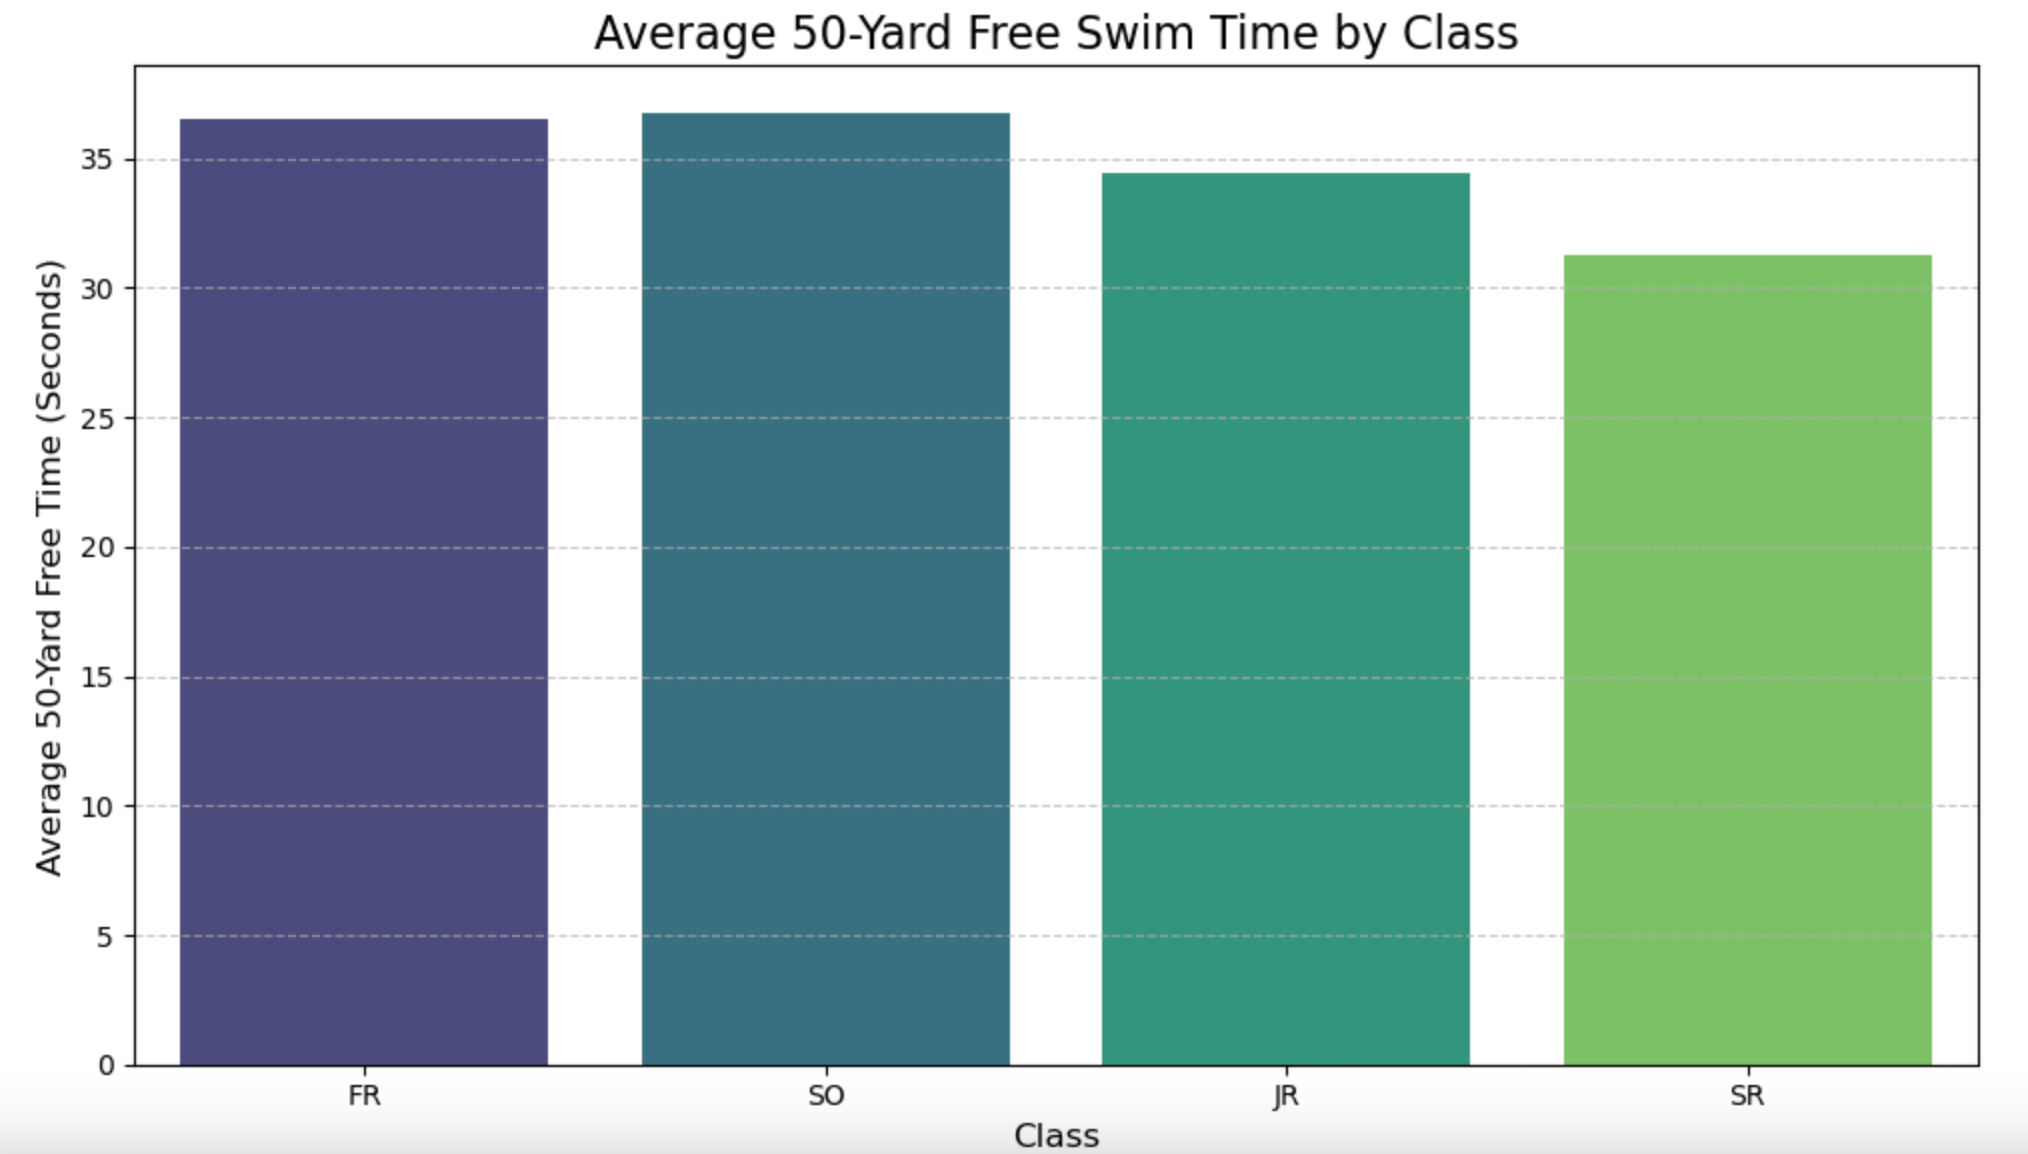 Average 50-Yard Free Swim Time by Class
Average 50-Yard Free Time (Seconds)
35
30
25
20
15
10
5
0
FR
SO
JR
SR
Class